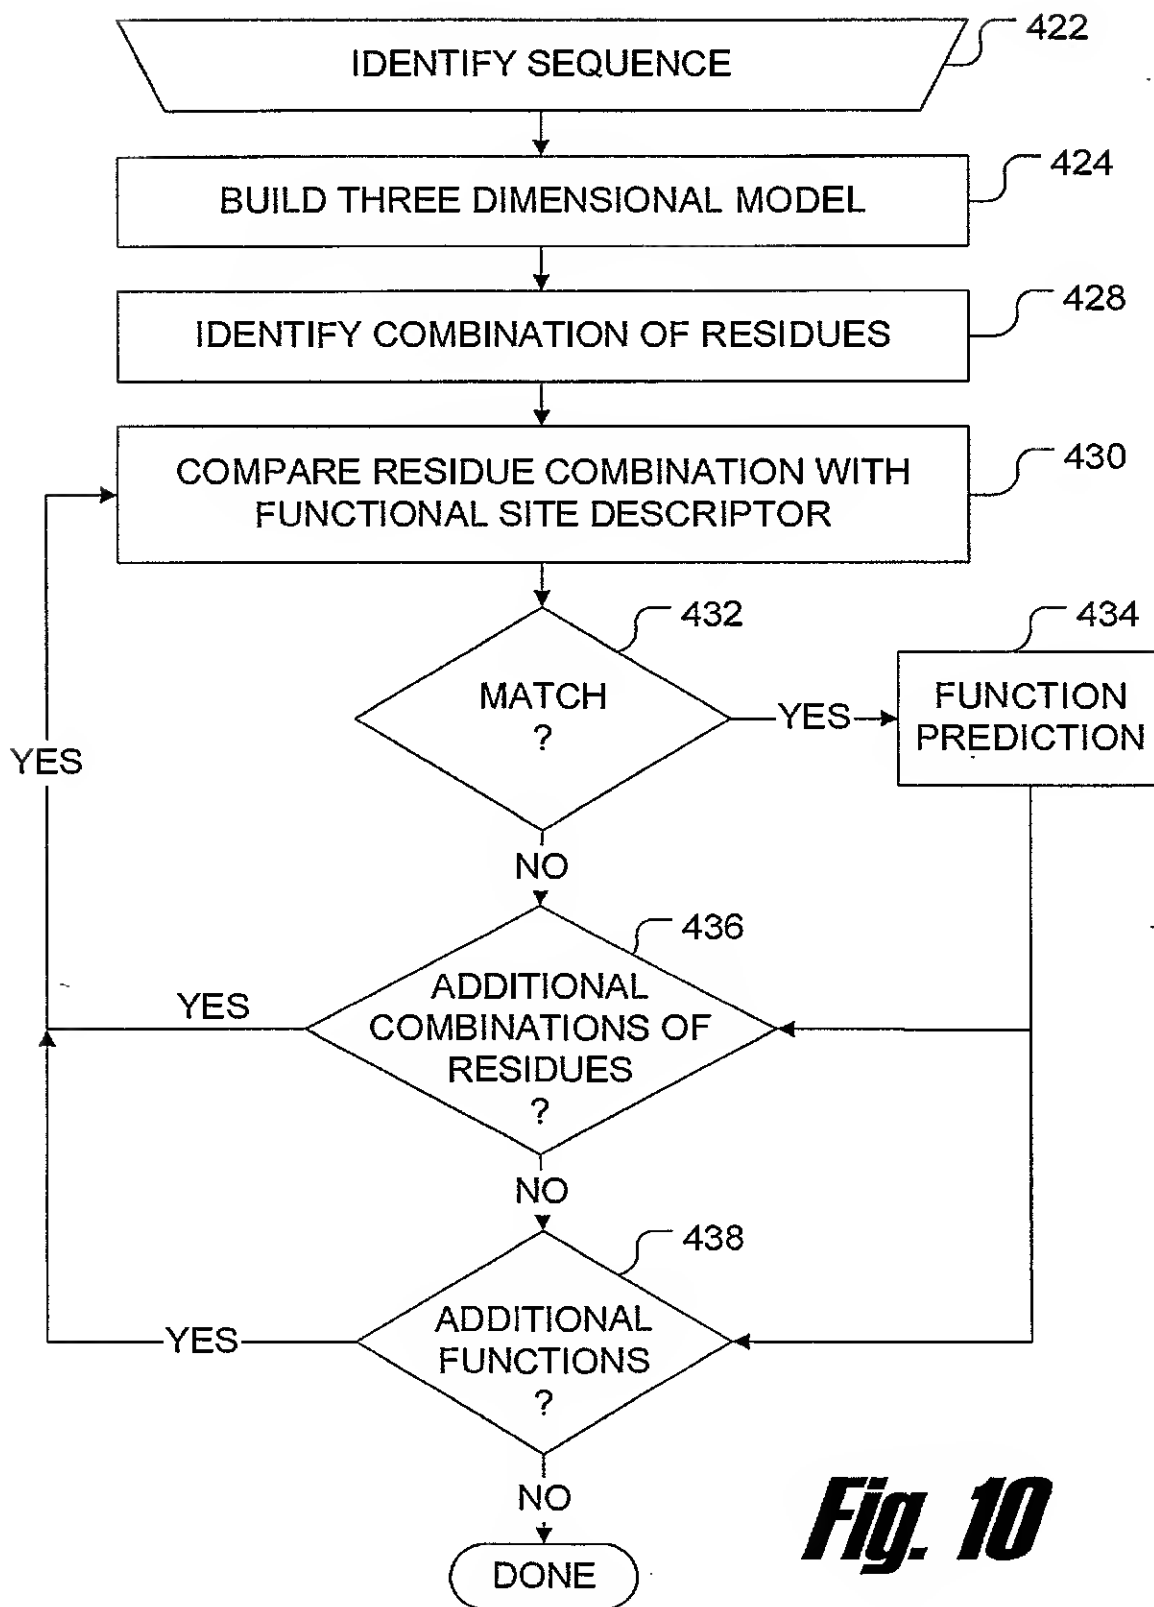 IDENTIFY SEQUENCE
422
BUILD THREE DIMENSIONAL MODEL
424
IDENTIFY COMBINATION OF RESIDUES
428
COMPARE RESIDUE COMBINATION WITH
FUNCTIONAL SITE DESCRIPTOR
430
432
MATCH
?
YES
434
FUNCTION
PREDICTION
YES
NO
436
ADDITIONAL
COMBINATIONS OF
RESIDUES
?
YES
NO
438
ADDITIONAL
FUNCTIONS
?
YES
NO
DONE
Fig. 10